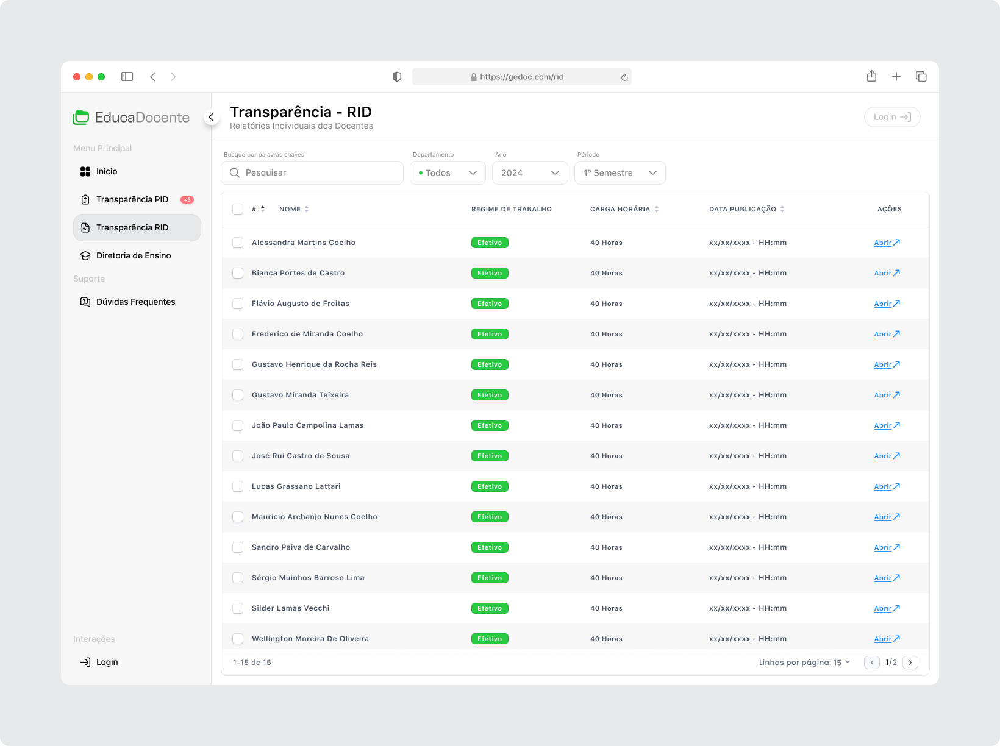 https://gedoc.com/rid
EducaDocente
Transparência - RID
Relatórios Individuais dos Docentes
Login
Menu Principal
Inicio
Transparência PID +3
Transparência RID
Diretoria de Ensino
Suporte
Dúvidas Frequentes
Interações
Login
Busque por palavras chaves Departamento Ano Périodo
Pesquisar Todos 2024 1º Semestre
# NOME REGIME DE TRABALHO CARGA HORÁRIA DATA PUBLICAÇÃO AÇÕES
Alessandra Martins Coelho Efetivo 40 Horas xx/xx/xxxx - HH:mm Abrir
Bianca Portes de Castro Efetivo 40 Horas xx/xx/xxxx - HH:mm Abrir
Flávio Augusto de Freitas Efetivo 40 Horas xx/xx/xxxx - HH:mm Abrir
Frederico de Miranda Coelho Efetivo 40 Horas xx/xx/xxxx - HH:mm Abrir
Gustavo Henrique da Rocha Reis Efetivo 40 Horas xx/xx/xxxx - HH:mm Abrir
Gustavo Miranda Teixeira Efetivo 40 Horas xx/xx/xxxx - HH:mm Abrir
João Paulo Campolina Lamas Efetivo 40 Horas xx/xx/xxxx - HH:mm Abrir
José Rui Castro de Sousa Efetivo 40 Horas xx/xx/xxxx - HH:mm Abrir
Lucas Grassano Lattari Efetivo 40 Horas xx/xx/xxxx - HH:mm Abrir
Mauricio Archanjo Nunes Coelho Efetivo 40 Horas xx/xx/xxxx - HH:mm Abrir
Sandro Paiva de Carvalho Efetivo 40 Horas xx/xx/xxxx - HH:mm Abrir
Sérgio Muinhos Barroso Lima Efetivo 40 Horas xx/xx/xxxx - HH:mm Abrir
Silder Lamas Vecchi Efetivo 40 Horas xx/xx/xxxx - HH:mm Abrir
Wellington Moreira De Oliveira Efetivo 40 Horas xx/xx/xxxx - HH:mm Abrir
1-15 de 15 Linhas por página: 15 1/2